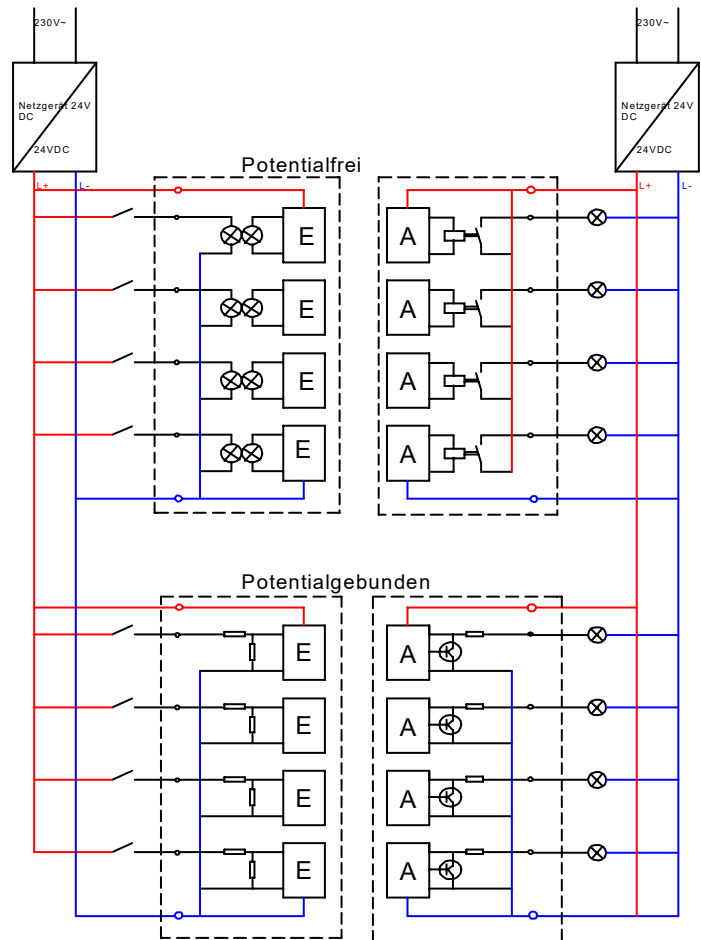 230V~
230V~
Netzgerät 24V
DC
24VDC
Netzgerät 24V
DC
24VDC
L+
L-
L+
L-
Potentialfrei
E
A
E
A
E
A
E
A
Potentialgebunden
E
A
E
A
E
A
E
A